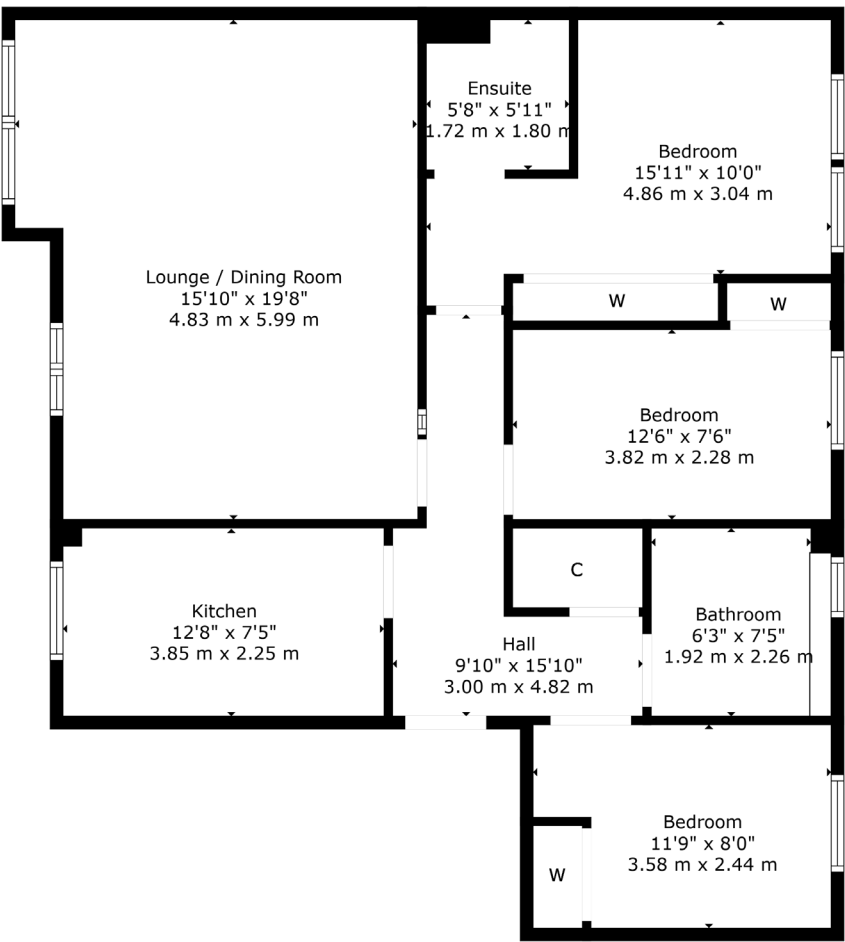 Ensuite
5'8" x 5'11"
1.72 m x 1.80 m
Bedroom
15'11" x 10'0"
4.86 m x 3.04 m
Lounge / Dining Room
15'10" x 19'8"
4.83 m x 5.99 m
W
W
Bedroom
12'6" x 7'6"
3.82 m x 2.28 m
C
Kitchen
12'8" x 7'5"
3.85 m x 2.25 m
Hall
9'10" x 15'10"
3.00 m x 4.82 m
Bathroom
6'3" x 7'5"
1.92 m x 2.26 m
Bedroom
11'9" x 8'0"
3.58 m x 2.44 m
W